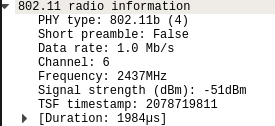 802.11 radio information
PHY type: 802.11b (4)
Short preamble: False
Data rate: 1.0 Mb/s
Channel: 6
Frequency: 2437MHz
Signal strength (dBm): -51dBm
TSF timestamp: 2078719811
[Duration: 1984µs]